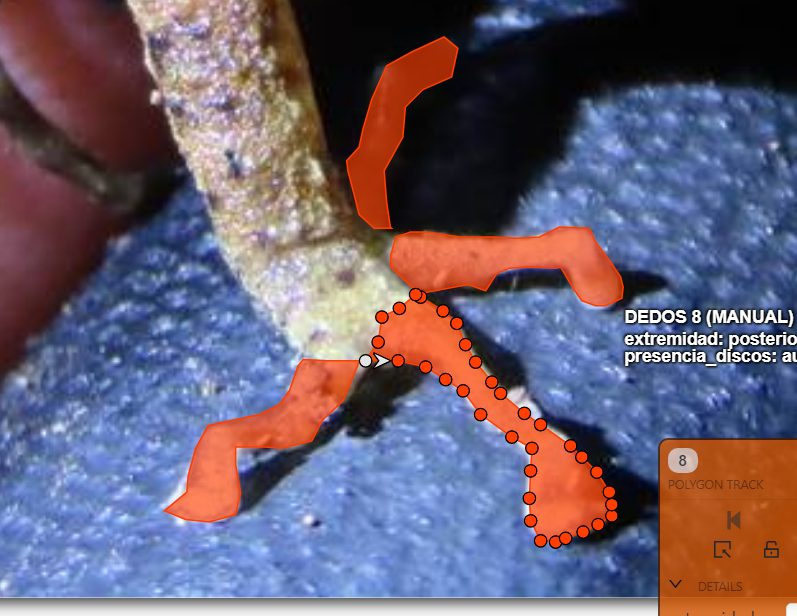 DEDOS 8 (MANUAL)
extremidad: posterio
presencia_discos: au
8
POLYGON TRACK
DETAILS